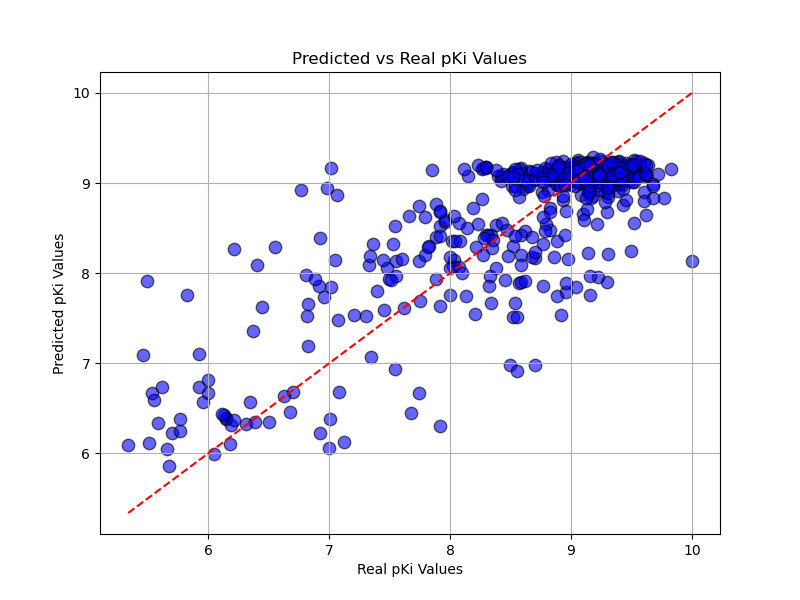 Predicted vs Real pKi Values
10
9
8
7
6
Predicted pKi Values
6 7 8 9 10
Real pKi Values